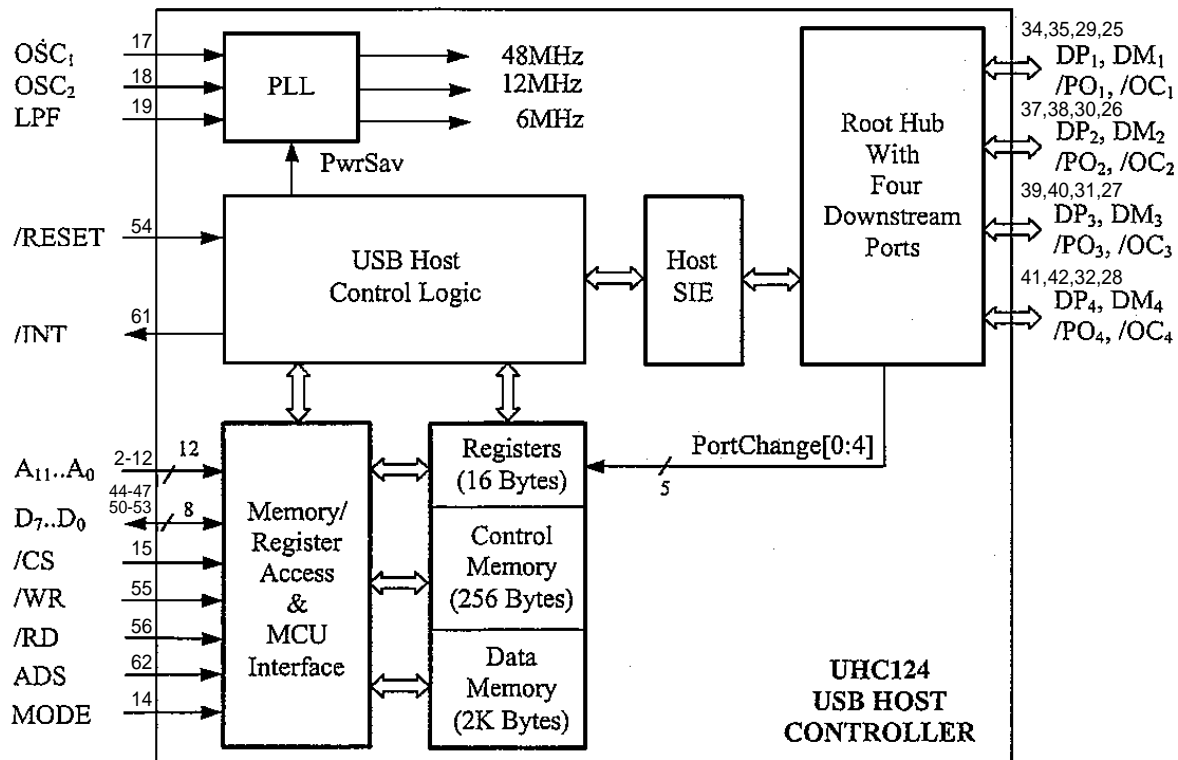 OSC₁ 17
OSC₂ 18
LPF 19
PLL
48MHz
12MHz
6MHz
PwrSav
/RESET 54
/INT 61
USB Host
Control Logic
Host
SIE
Root Hub
With
Four
Downstream
Ports
34,35,29,25
DP₁, DM₁
/PO₁, /OC₁
37,38,30,26
DP₂, DM₂
/PO₂, /OC₂
39,40,31,27
DP₃, DM₃
/PO₃, /OC₃
41,42,32,28
DP₄, DM₄
/PO₄, /OC₄
A₁₁..A₀ 2-12 12
44-47
50-53
D₇..D₀ 8
/CS 15
/WR 55
/RD 56
ADS 62
MODE 14
Memory/
Register
Access
&
MCU
Interface
Registers
(16 Bytes)
Control
Memory
(256 Bytes)
Data
Memory
(2K Bytes)
PortChange[0:4]
5
UHC124
USB HOST
CONTROLLER